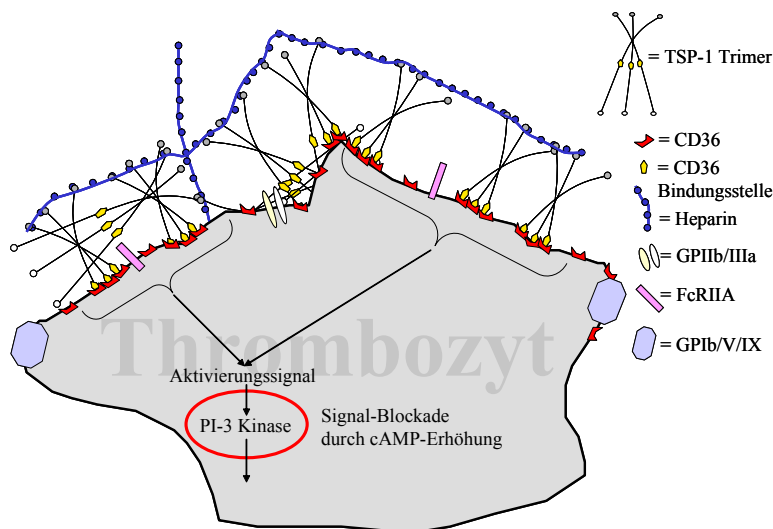 = TSP-1 Trimer
= CD36
= CD36
Bindungsstelle
= Heparin
= GPIIb/IIIa
= FcRIIA
= GPIb/V/IX
Thrombozyt
Aktivierungssignal
PI-3 Kinase
Signal-Blockade
durch cAMP-Erhöhung